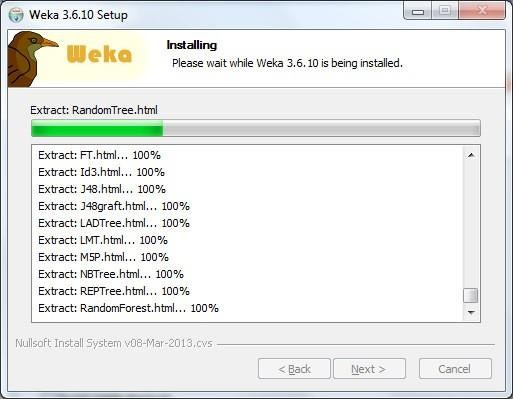 Weka 3.6.10 Setup
Weka
Installing
Please wait while Weka 3.6.10 is being installed.
Extract: RandomTree.html
Extract: FT.html... 100%
Extract: Id3.html... 100%
Extract: J48.html... 100%
Extract: J48graft.html... 100%
Extract: LADTree.html... 100%
Extract: LMT.html... 100%
Extract: M5P.html... 100%
Extract: NBTree.html... 100%
Extract: REPTree.html... 100%
Extract: RandomForest.html... 100%
Nullsoft Install System v08-Mar-2013.cvs
< Back
Next >
Cancel